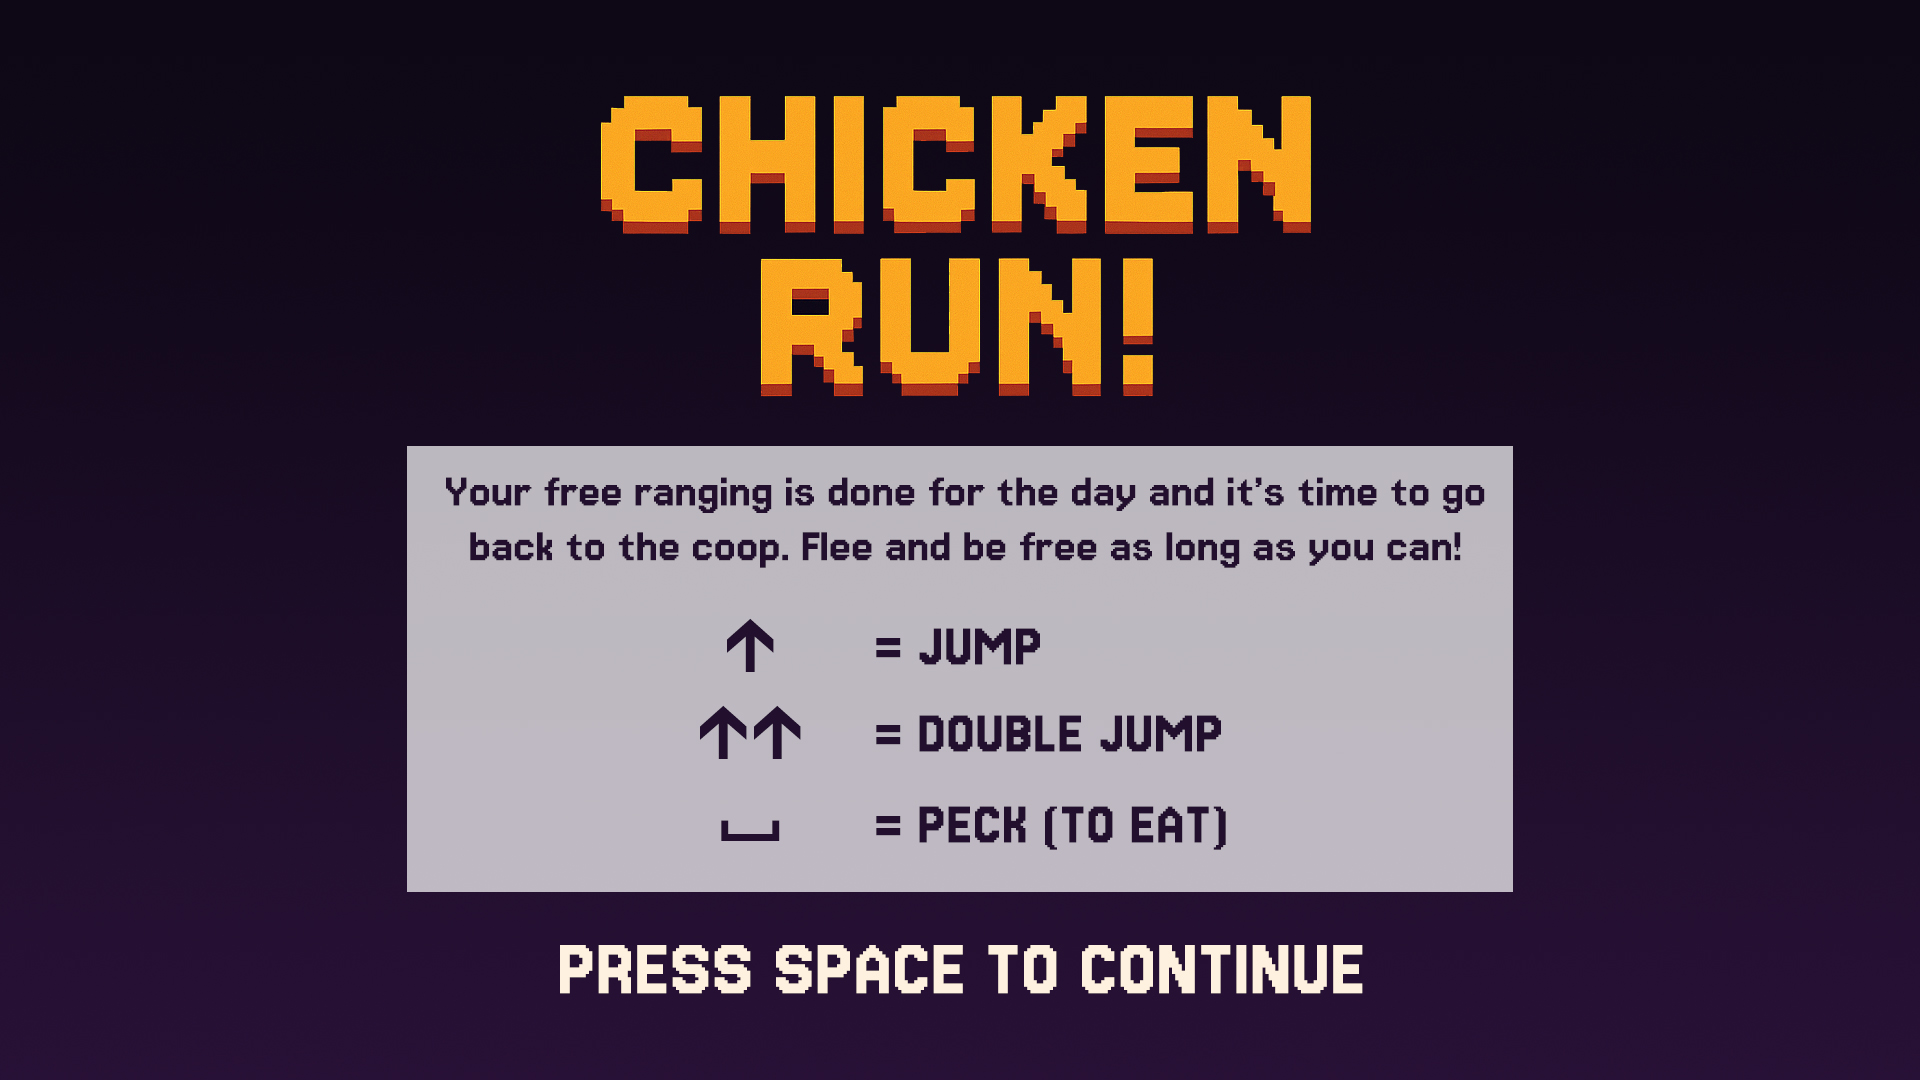 CHICKEN
RUN!
Your free ranging is done for the day and it's time to go
back to the coop. Flee and be free as long as you can!
↑ = JUMP
↑↑ = DOUBLE JUMP
⎵ = PECK (TO EAT)
PRESS SPACE TO CONTINUE